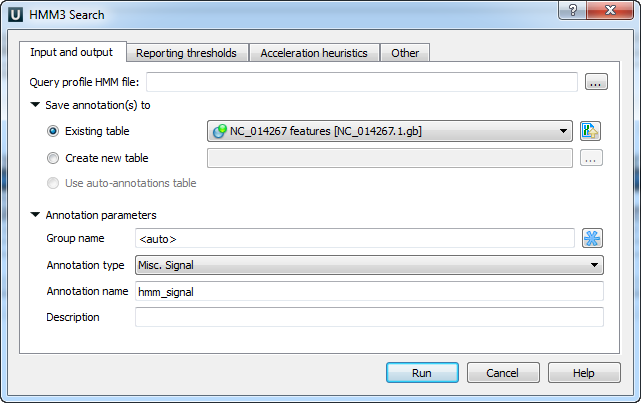 U HMM3 Search ?
Input and output Reporting thresholds Acceleration heuristics Other
Query profile HMM file: ...
Save annotation(s) to
Existing table NC_014267 features [NC_014267.1.gb]
Create new table ...
Use auto-annotations table
Annotation parameters
Group name <auto>
Annotation type Misc. Signal
Annotation name hmm_signal
Description
Run Cancel Help